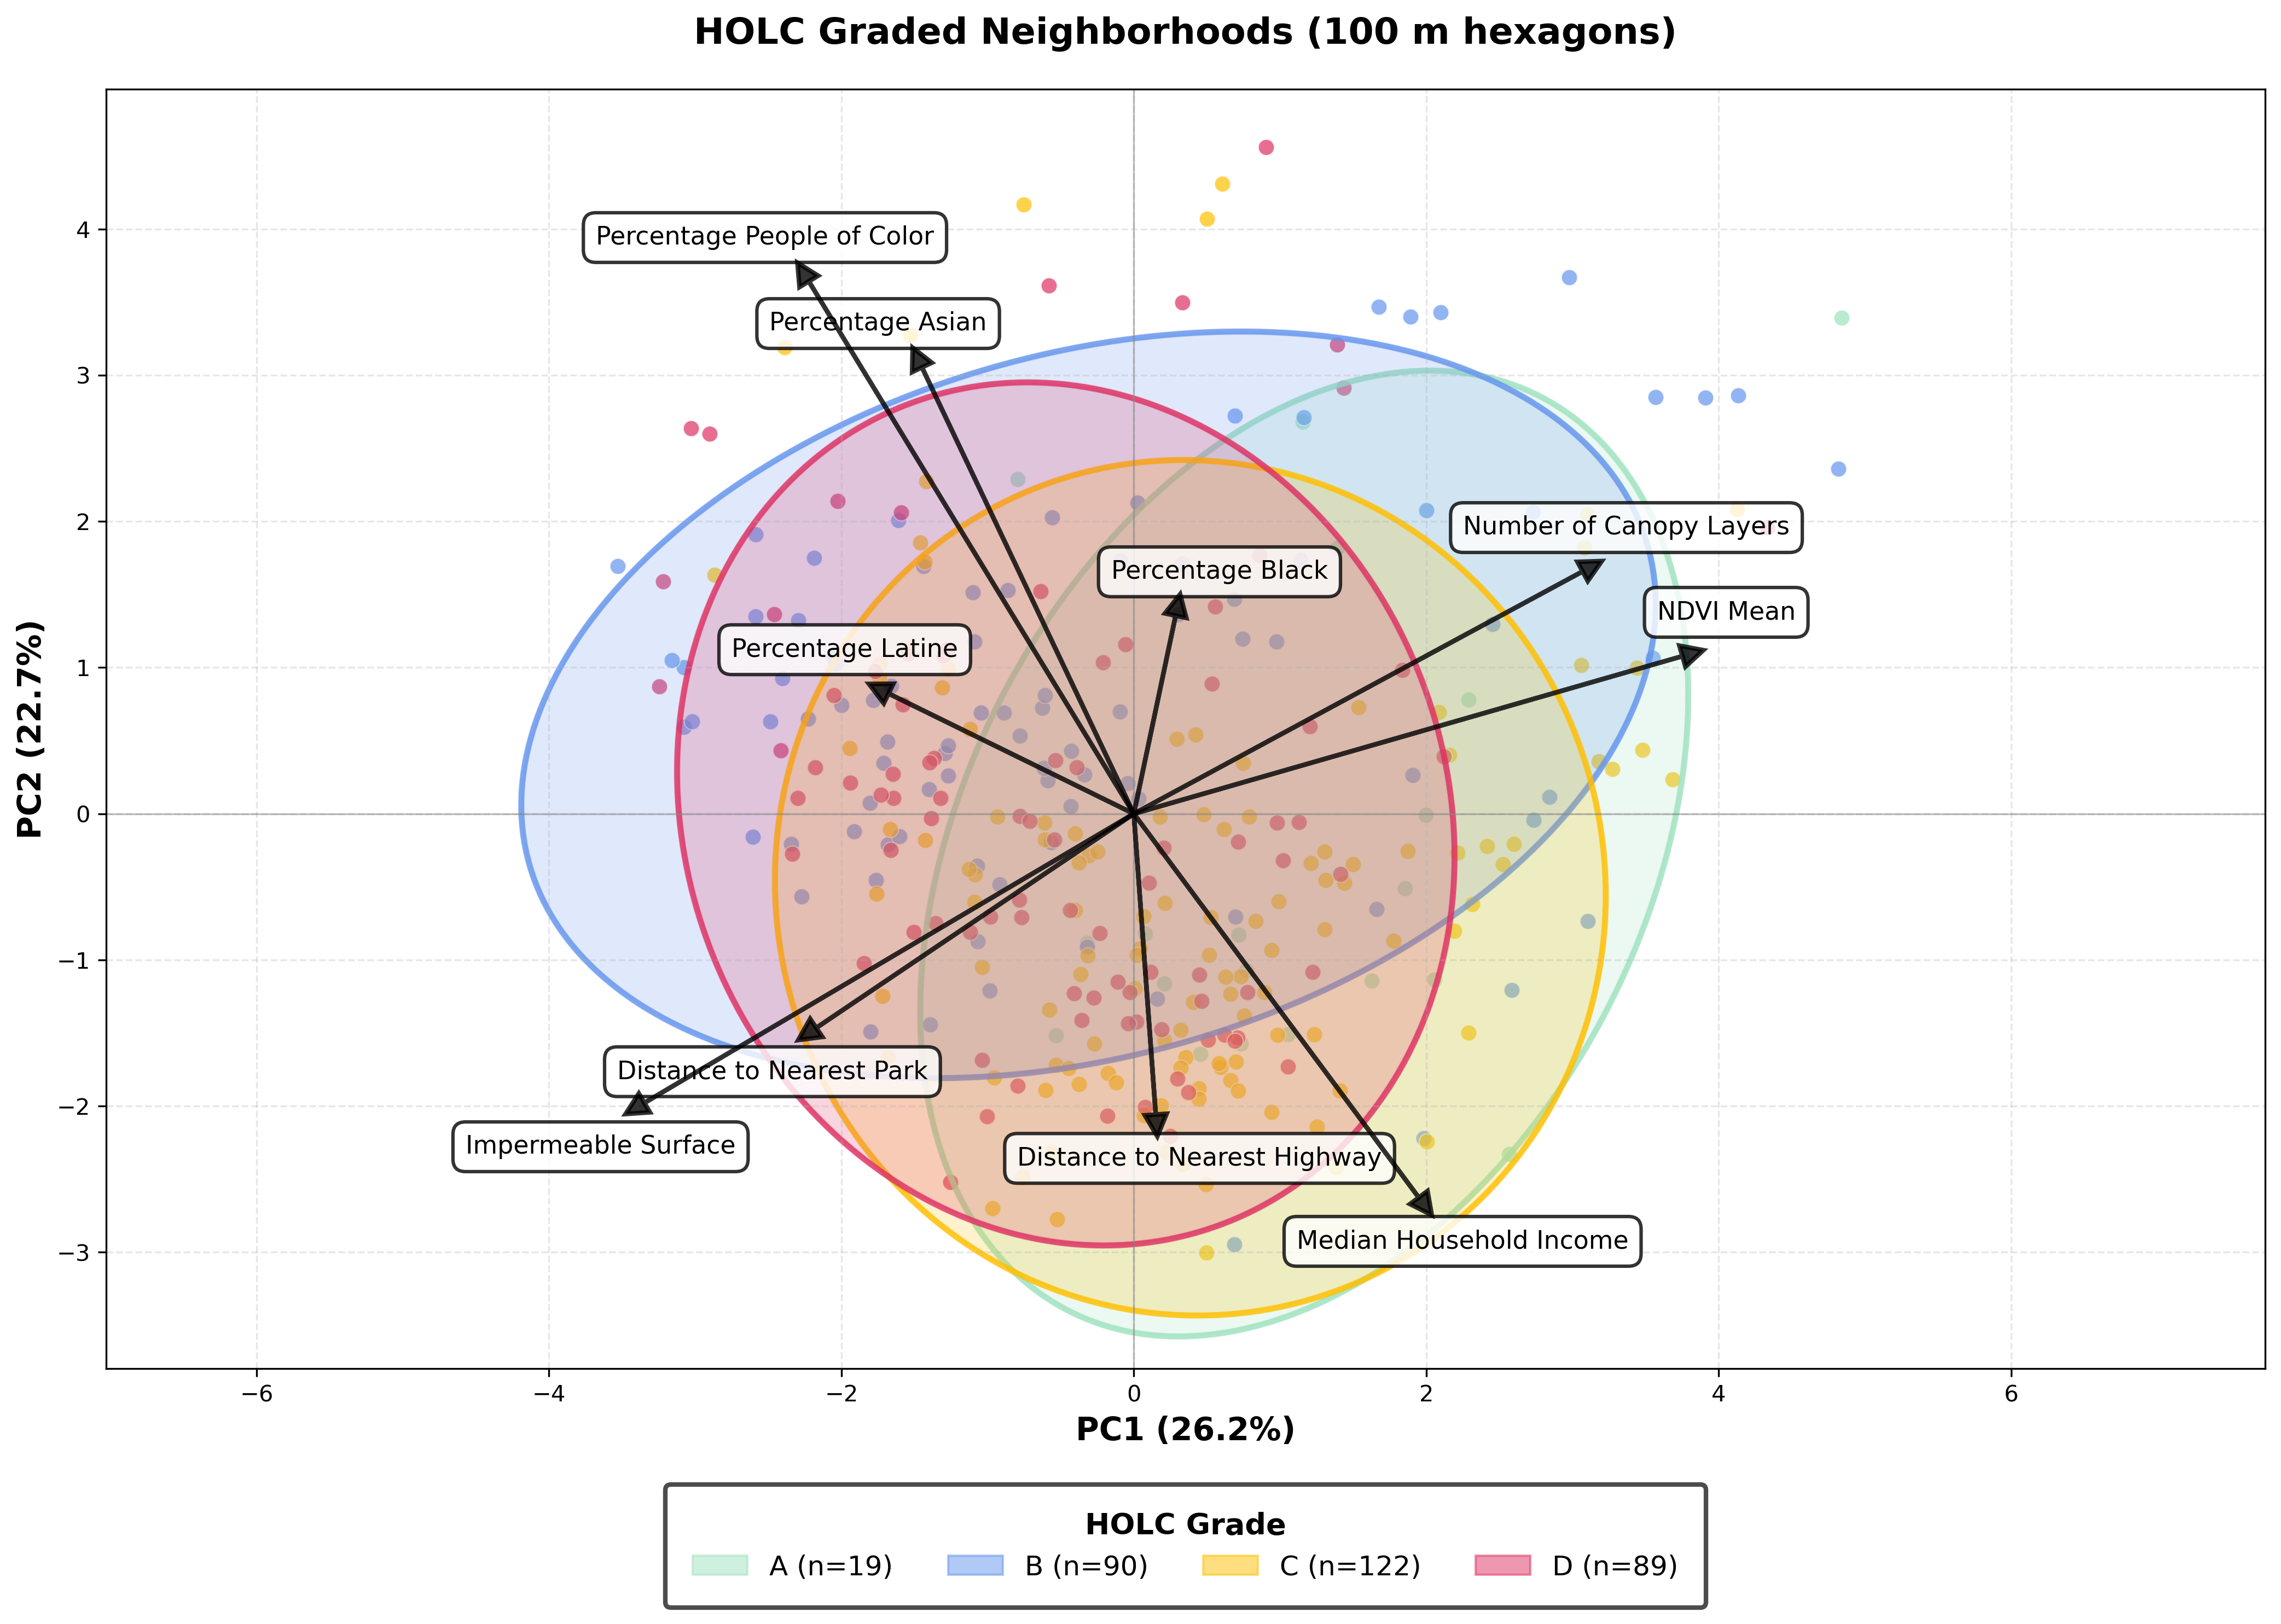 HOLC Graded Neighborhoods (100 m hexagons)
Percentage People of Color
Percentage Asian
Number of Canopy Layers
Percentage Black
NDVI Mean
Percentage Latine
Distance to Nearest Park
Impermeable Surface
Distance to Nearest Highway
Median Household Income
PC2 (22.7%)
4
3
2
1
0
−1
−2
−3
−6
−4
−2
0
2
4
6
PC1 (26.2%)
HOLC Grade
A (n=19)
B (n=90)
C (n=122)
D (n=89)